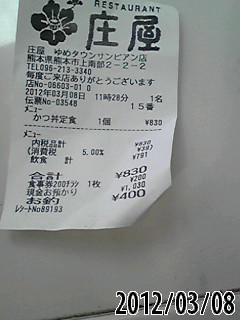 RESTAURANT
庄屋
庄屋 ゆめタウンサンピアン店
熊本県熊本市上南部2-2-2
TEL096-213-3340
毎度ご来店ありがとうございます
店No-06603-01 0
2012年03月08日 11時28分 1名
伝票No-03548 15番
メニュー
かつ丼定食 1個 ¥830
メニュー
内税品計 ¥830
(消費税 5.00% ¥39)
飲食 計 ¥791
合計 ¥830
食事券200ﾁﾗｼ 1枚 ¥200
現金お預かり ¥1,030
お釣 ¥400
ﾚｼｰﾄNo89193
2012/03/08